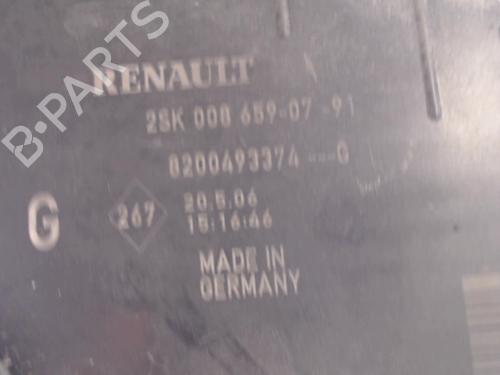 B-PARTS
RENAULT
2SK 008 659-07 -91
8200493374 ---G
G
267
20.5.06
15:16:46
MADE IN
GERMANY